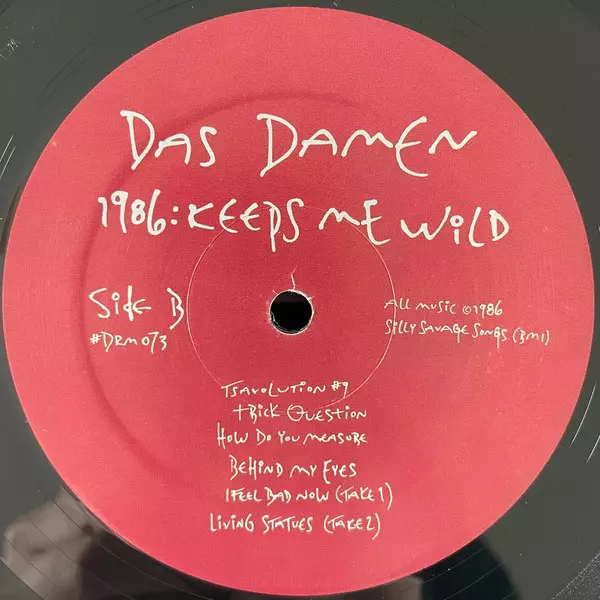 DAS DAMEN
1986: KEEPS ME WILD
Side B
#DRM073
ALL MUSIC ©1986
SILLY SAVAGE SONGS (BMI)
TSAVOLUTION #9
TRICK QUESTION
HOW DO YOU MEASURE
BEHIND MY EYES
I FEEL BAD NOW (TAKE 1)
LIVING STATUES (TAKE 2)